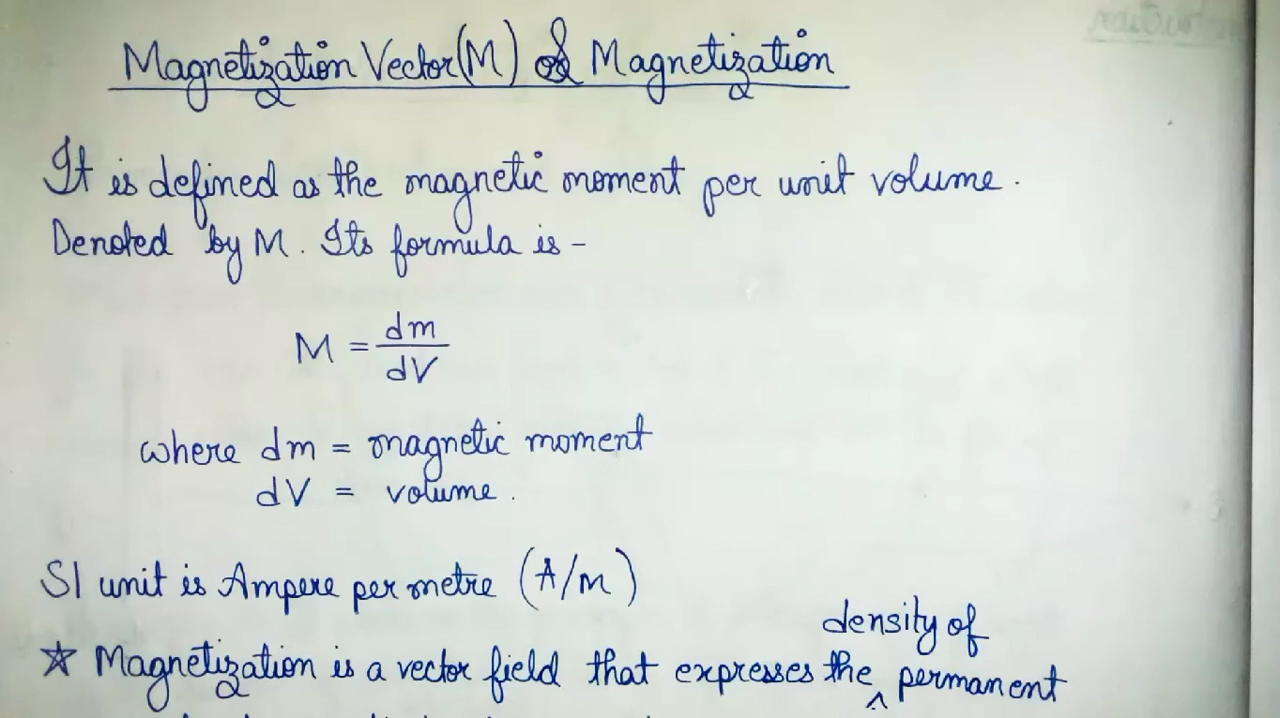 Magnetization Vector (M) or Magnetization
It is defined as the magnetic moment per unit volume.
Denoted by M. Its formula is -
M = dm/dV
where dm = magnetic moment
dV = volume.
SI unit is Ampere per metre (A/m)
☆ Magnetization is a vector field that expresses the ^ density of permanent